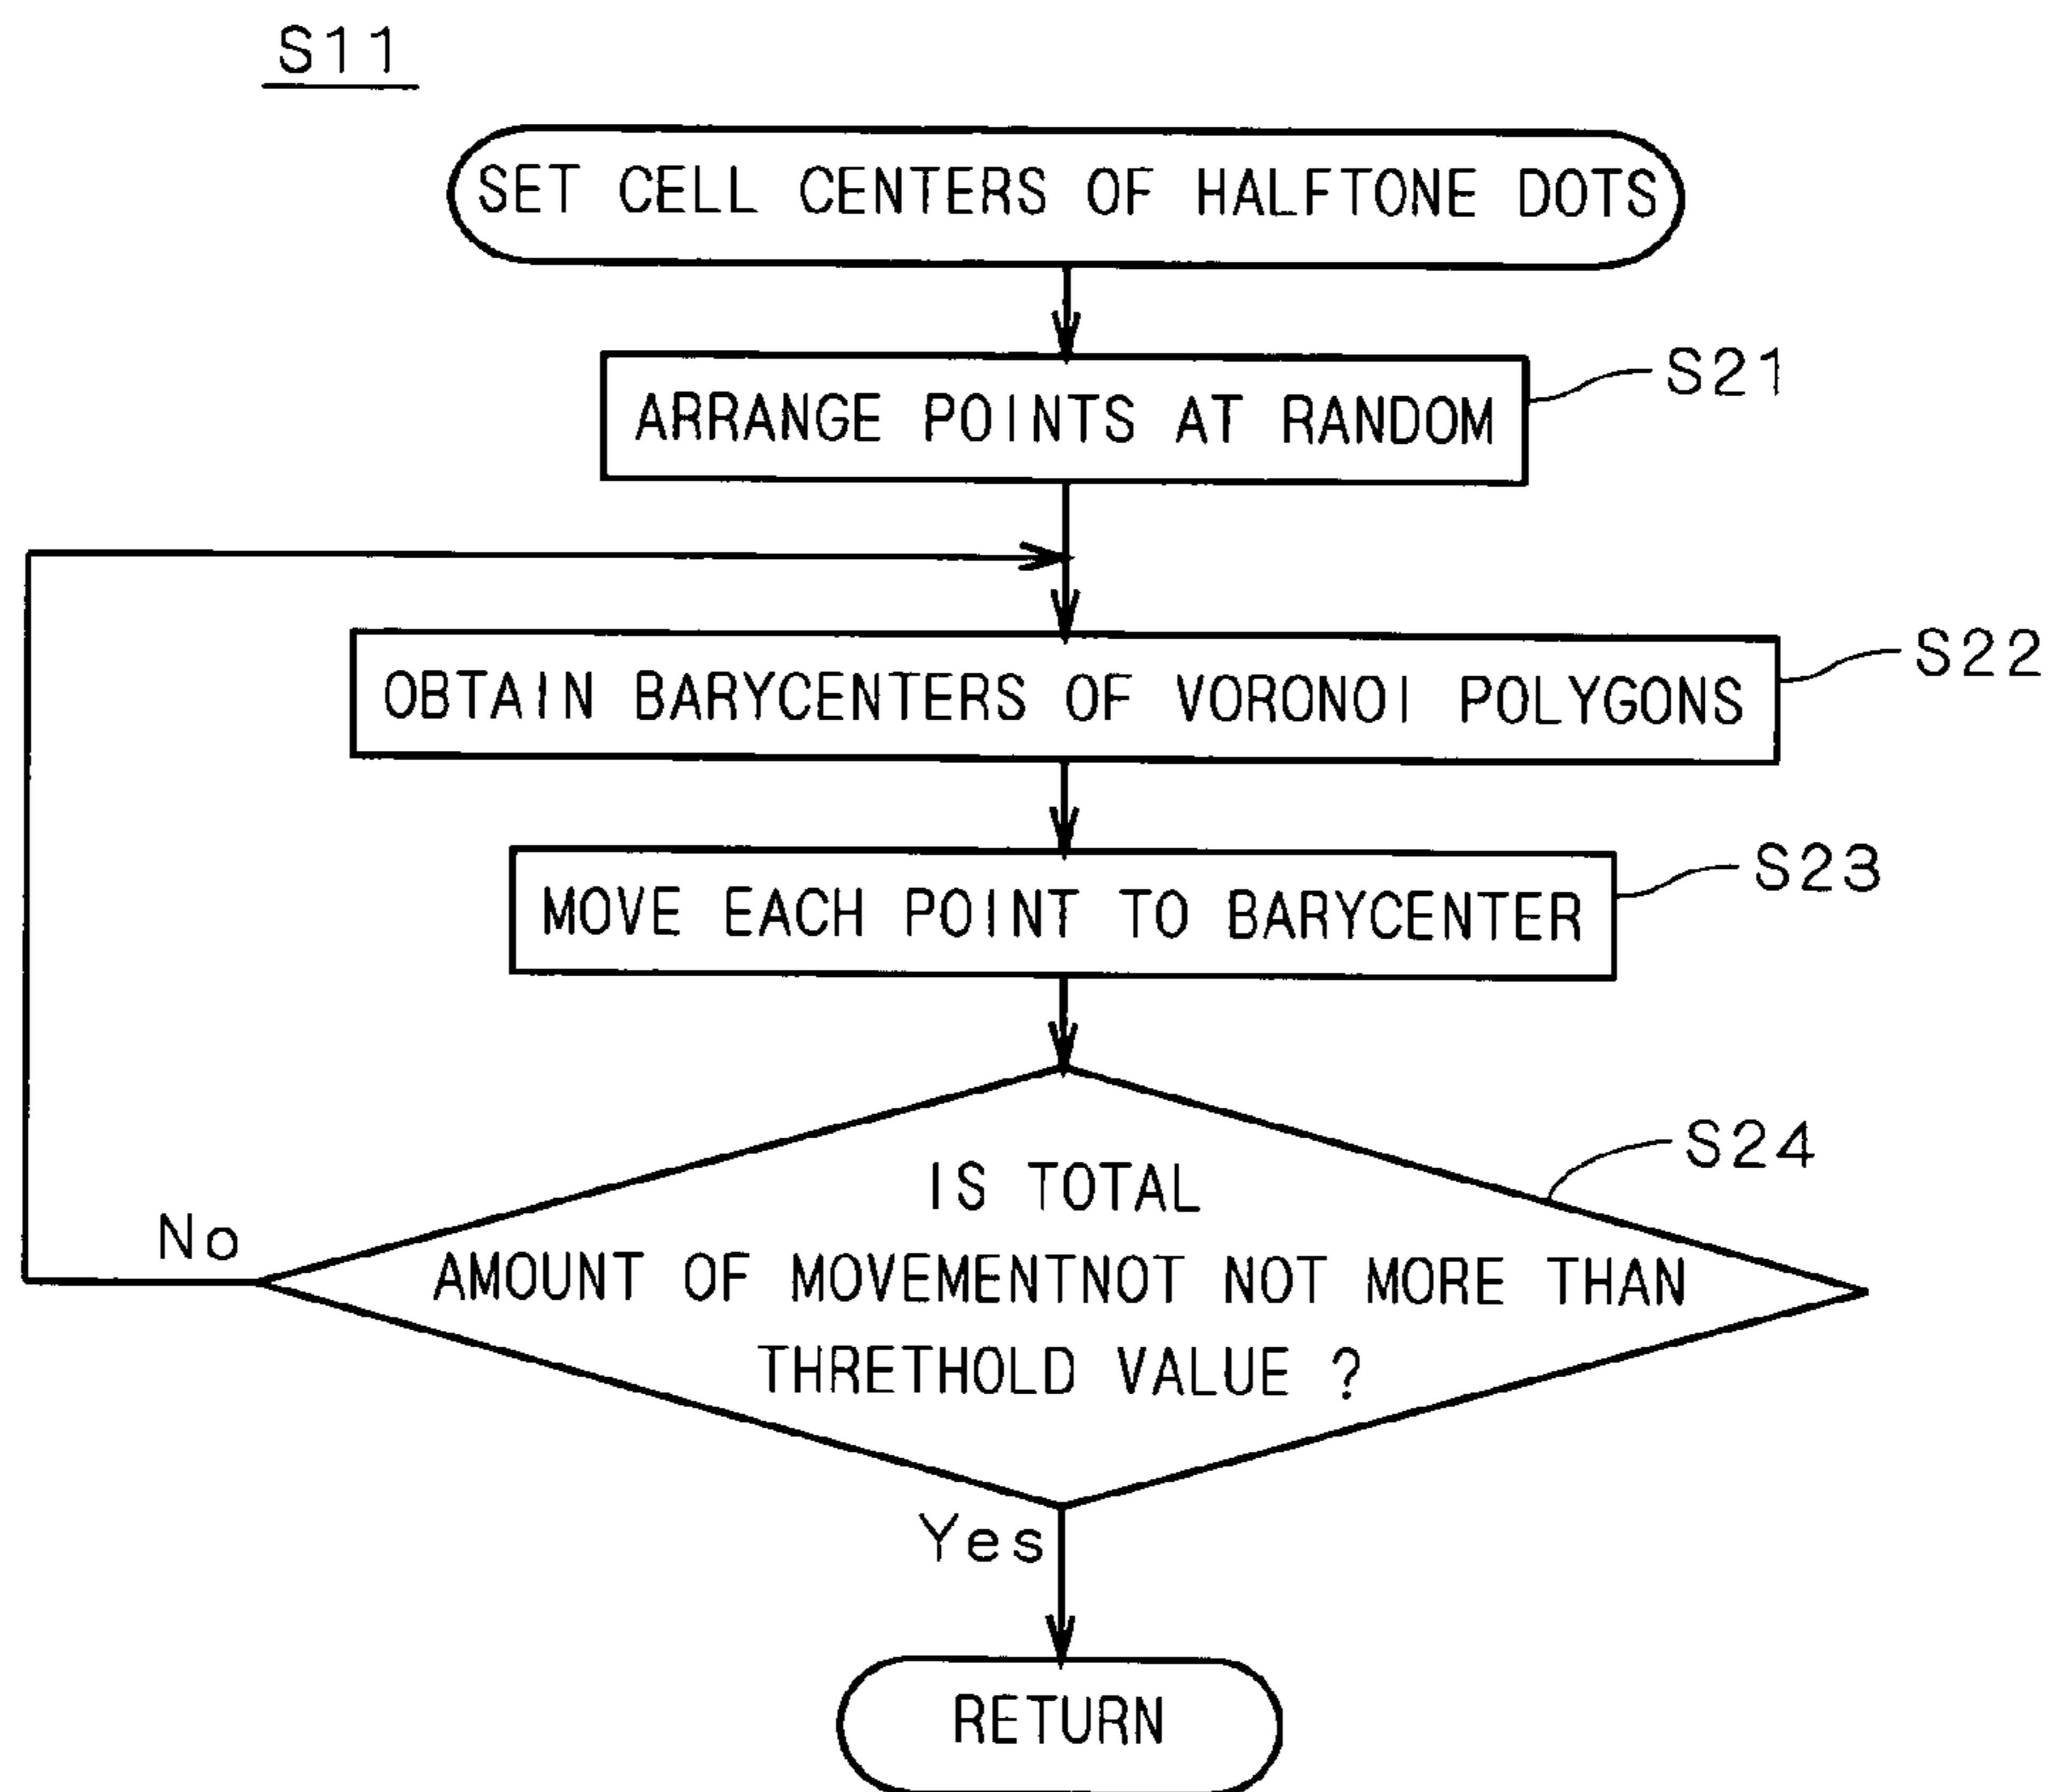 S11
SET CELL CENTERS OF HALFTONE DOTS
ARRANGE POINTS AT RANDOM
S21
OBTAIN BARYCENTERS OF VORONOI POLYGONS
S22
MOVE EACH POINT TO BARYCENTER
S23
IS TOTAL
AMOUNT OF MOVEMENTNOT NOT MORE THAN
THRETHOLD VALUE ?
S24
No
Yes
RETURN